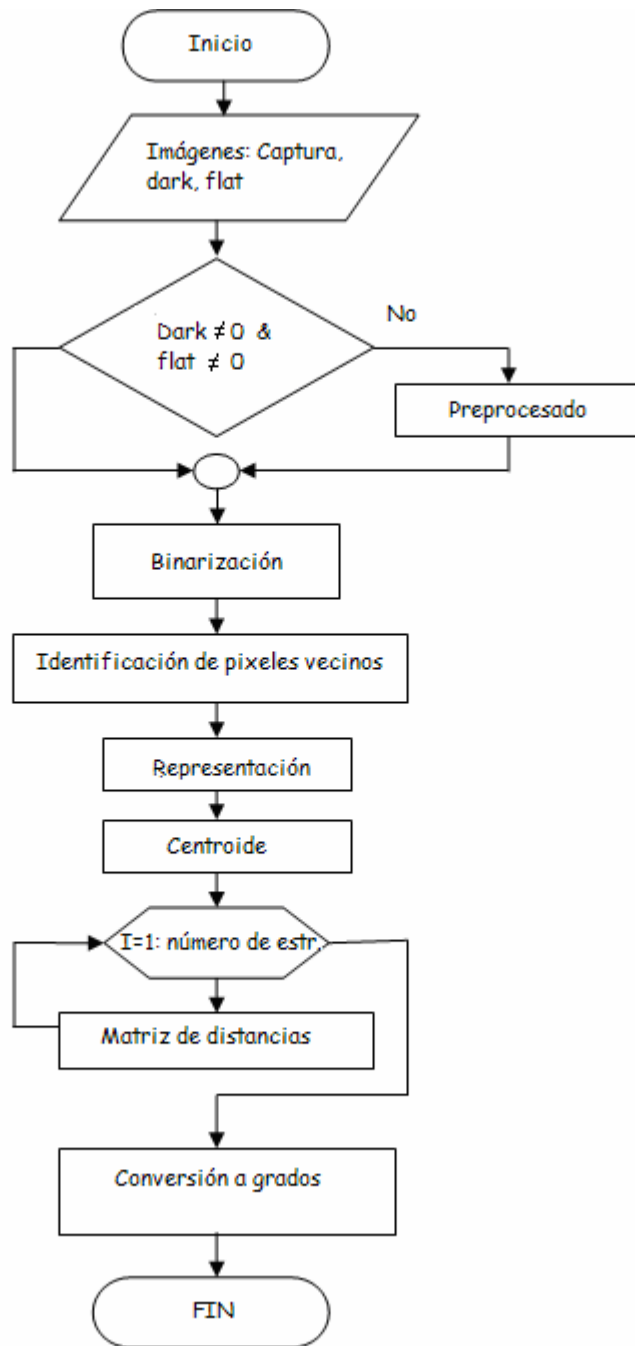 Inicio
Imágenes: Captura,
dark, flat
Dark ≠ 0 &
flat ≠ 0
No
Preprocesado
Binarización
Identificación de pixeles vecinos
Representación
Centroide
I=1: número de estr.
Matriz de distancias
Conversión a grados
FIN